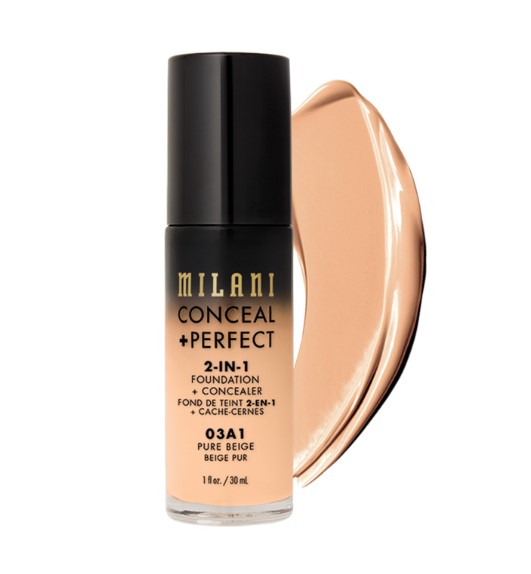 MILANI
CONCEAL
+PERFECT
2-IN-1
FOUNDATION
+ CONCEALER
FOND DE TEINT 2-EN-1
+ CACHE-CERNES
03A1
PURE BEIGE
BEIGE PUR
1 fl oz. / 30 mL